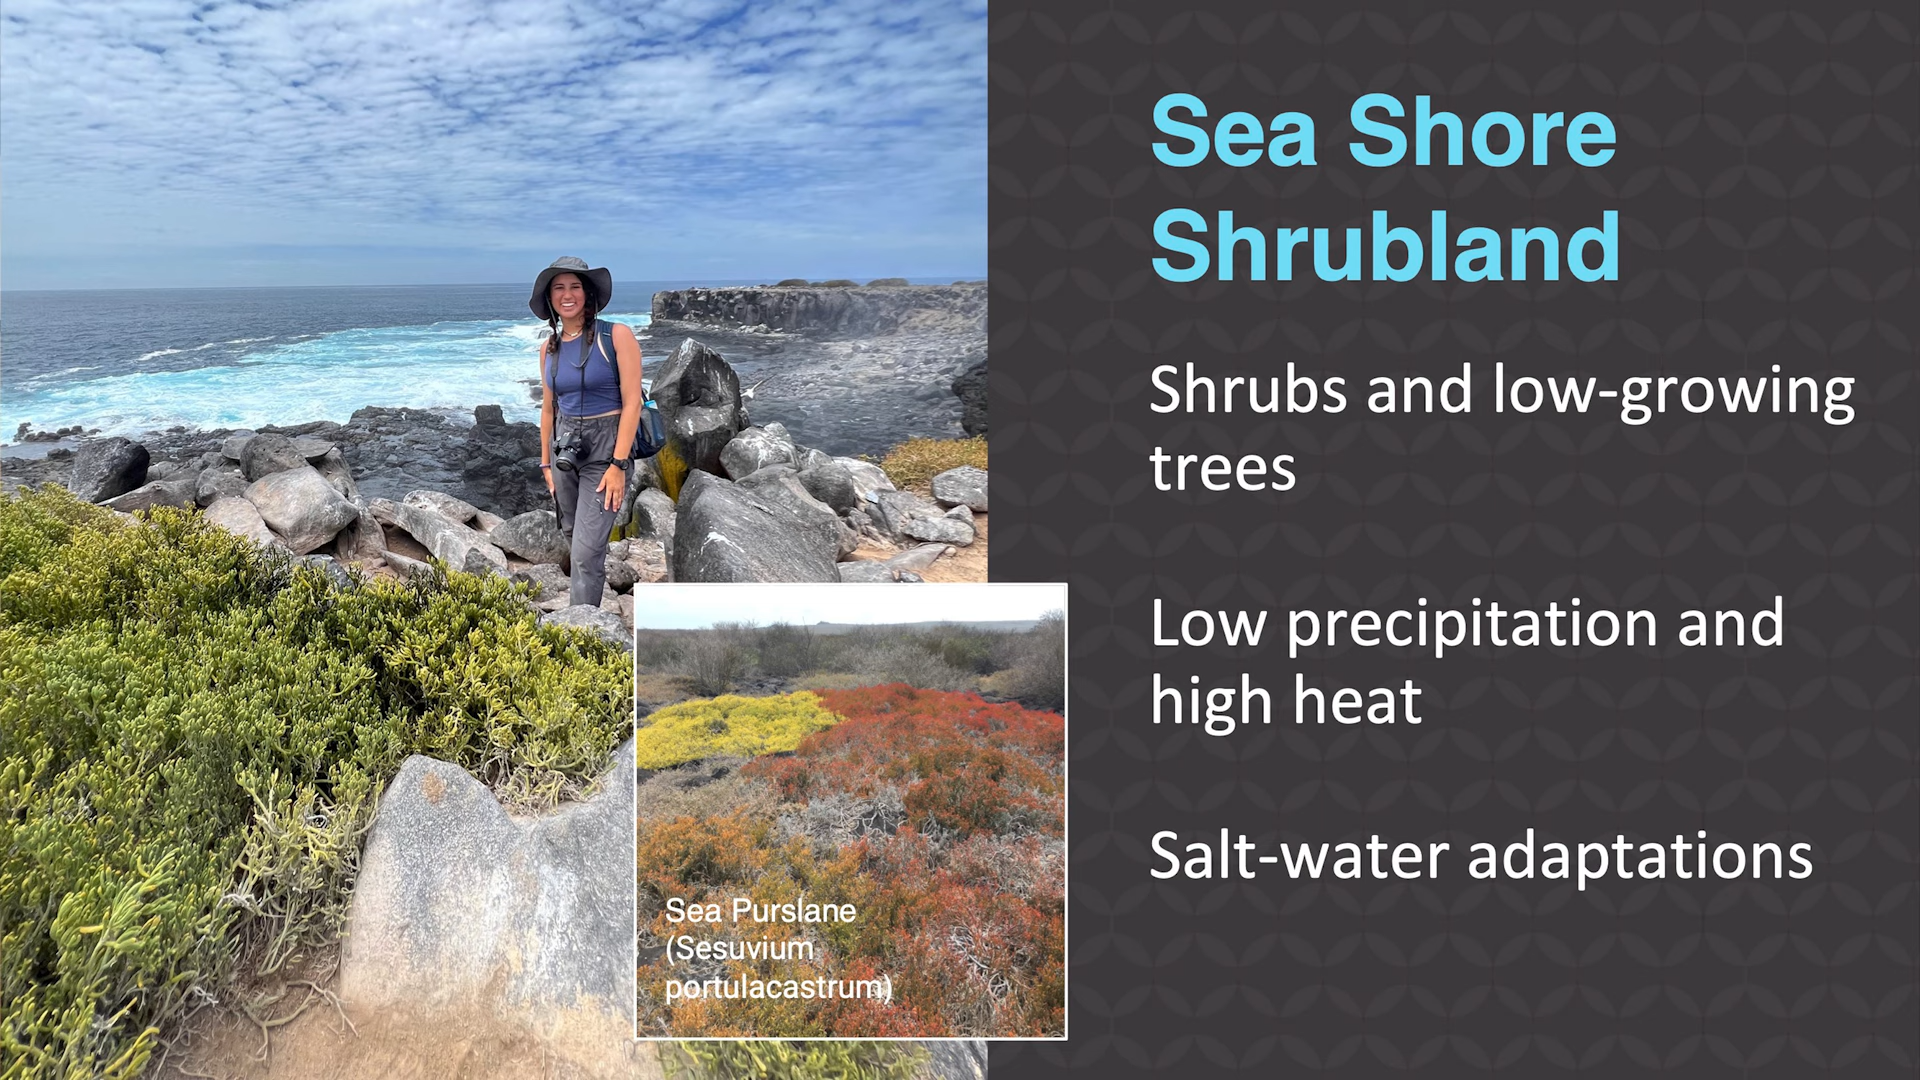 Sea Shore
Shrubland
Shrubs and low-growing
trees
Low precipitation and
high heat
Salt-water adaptations
Sea Purslane
(Sesuvium
portulacastrum)